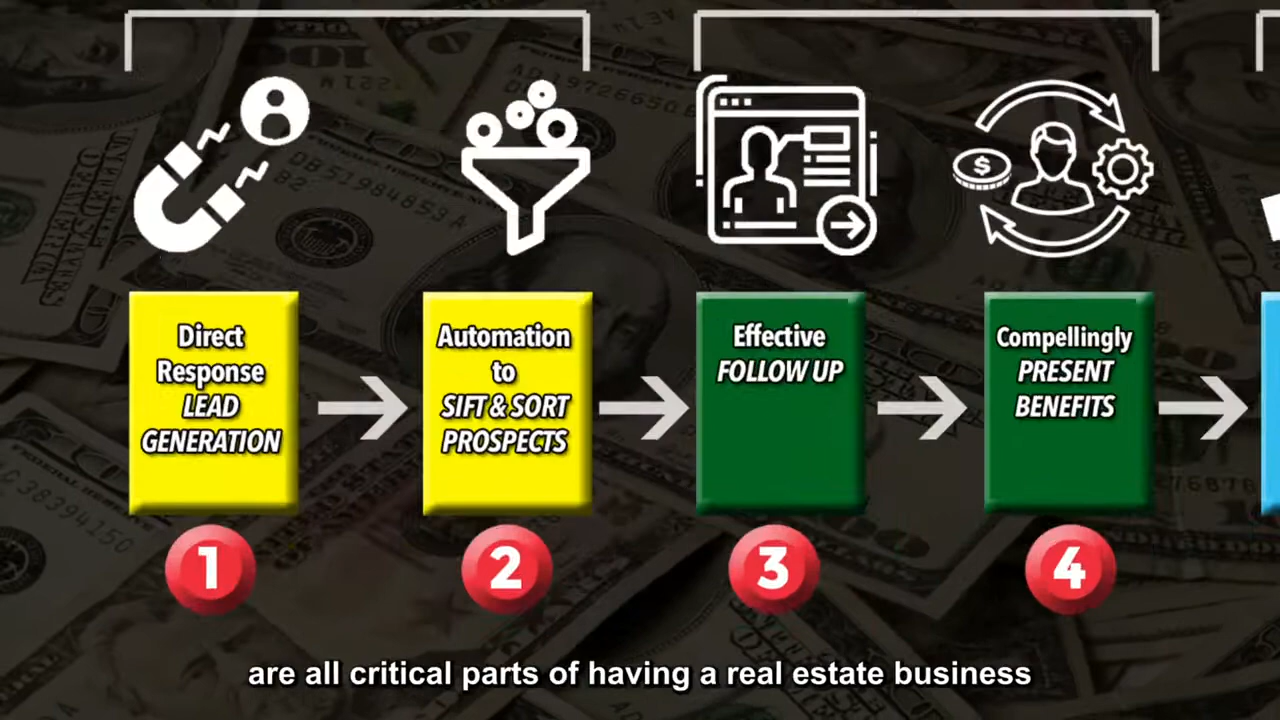 Direct
Response
LEAD
GENERATION
Automation
to
SIFT & SORT
PROSPECTS
Effective
FOLLOW UP
Compellingly
PRESENT
BENEFITS
1
2
3
4
are all critical parts of having a real estate business